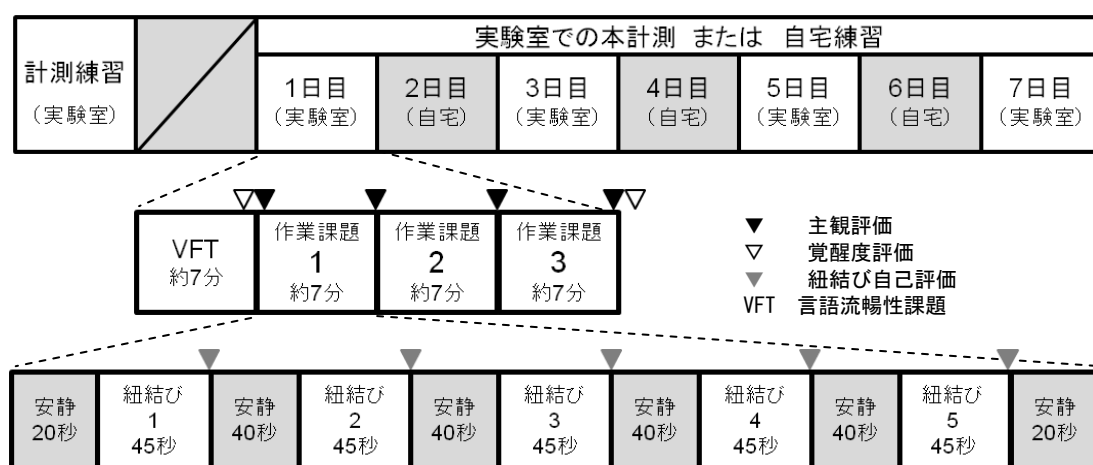 実験室での本計測 または 自宅練習
計測練習
(実験室)
1日目
(実験室)
2日目
(自宅)
3日目
(実験室)
4日目
(自宅)
5日目
(実験室)
6日目
(自宅)
7日目
(実験室)
VFT
約7分
作業課題
1
約7分
作業課題
2
約7分
作業課題
3
約7分
▼ 主観評価
▽ 覚醒度評価
▼ 紐結び自己評価
VFT 言語流暢性課題
安静
20秒
紐結び
1
45秒
安静
40秒
紐結び
2
45秒
安静
40秒
紐結び
3
45秒
安静
40秒
紐結び
4
45秒
安静
40秒
紐結び
5
45秒
安静
20秒